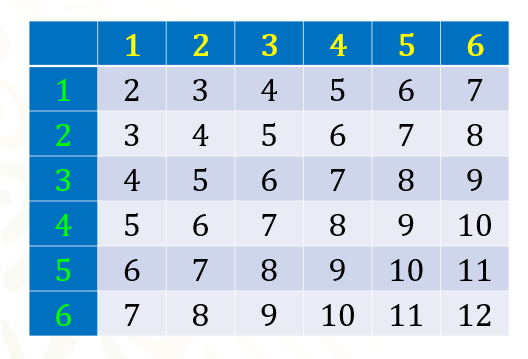 1 2 3 4 5 6
1 2 3 4 5 6 7
2 3 4 5 6 7 8
3 4 5 6 7 8 9
4 5 6 7 8 9 10
5 6 7 8 9 10 11
6 7 8 9 10 11 12